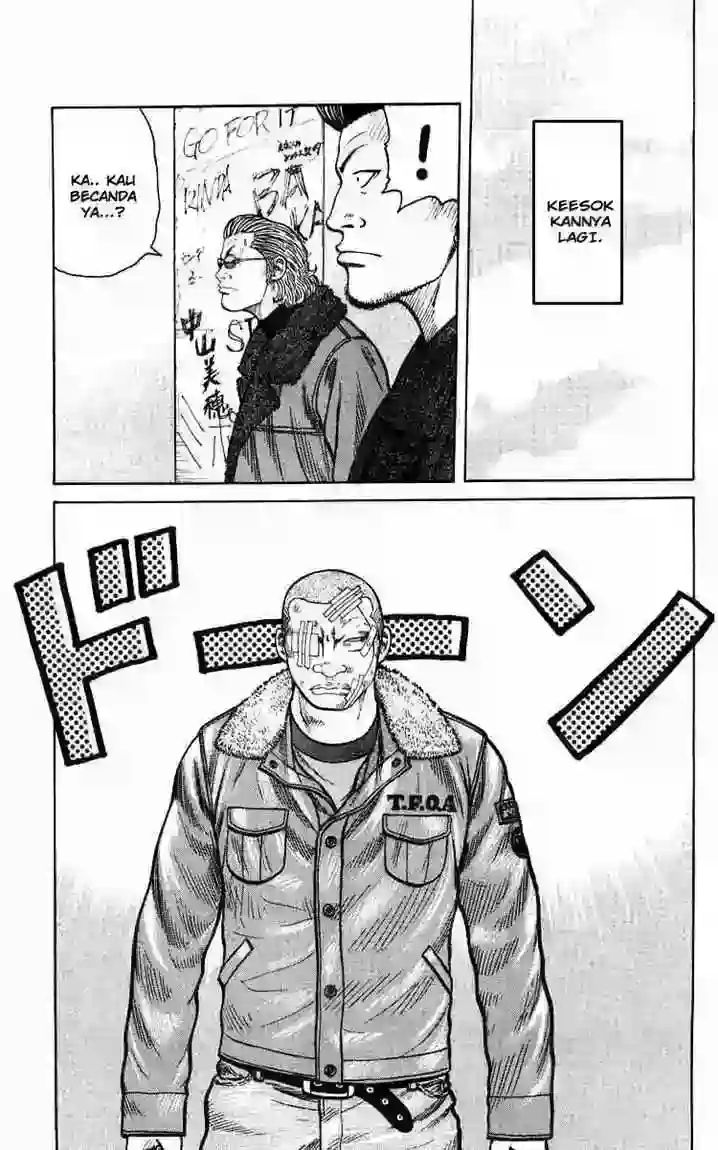 KEESOK
KANNYA
LAGI.
!
KA.. KAU
BECANDA
YA...?
GO FOR IT
BA
KA
中山美穂
ドーン
T.F.O.A